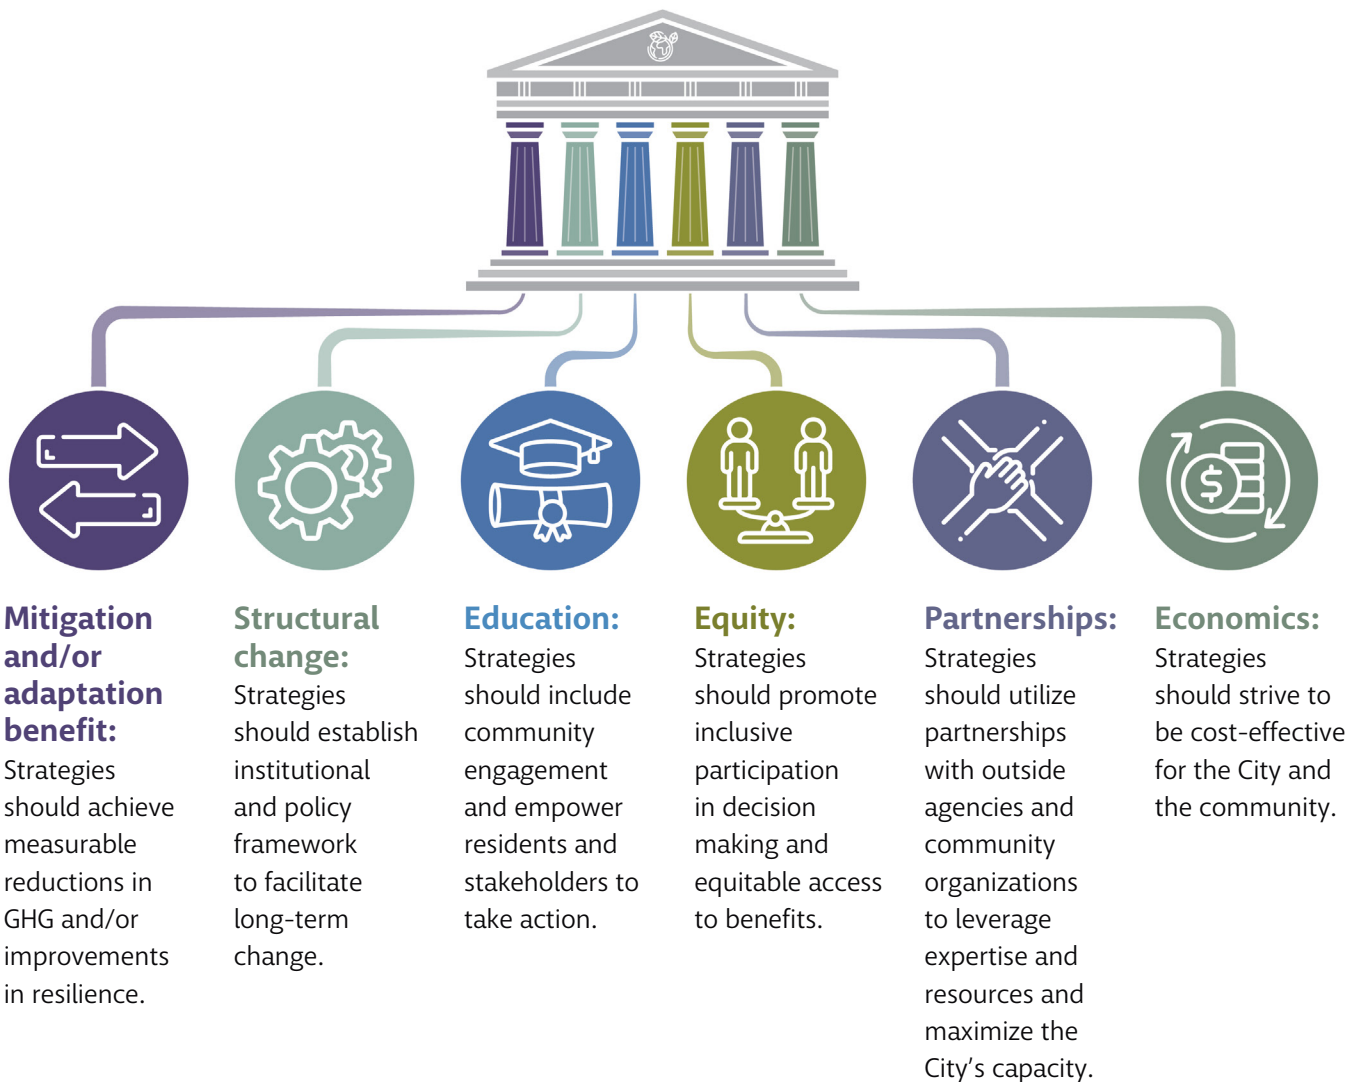 Mitigation
and/or
adaptation
benefit:
Strategies
should achieve
measurable
reductions in
GHG and/or
improvements
in resilience.
Structural
change:
Strategies
should establish
institutional
and policy
framework
to facilitate
long-term
change.
Education:
Strategies
should include
community
engagement
and empower
residents and
stakeholders to
take action.
Equity:
Strategies
should promote
inclusive
participation
in decision
making and
equitable access
to benefits.
Partnerships:
Strategies
should utilize
partnerships
with outside
agencies and
community
organizations
to leverage
expertise and
resources and
maximize the
City’s capacity.
$
Economics:
Strategies
should strive to
be cost-effective
for the City and
the community.